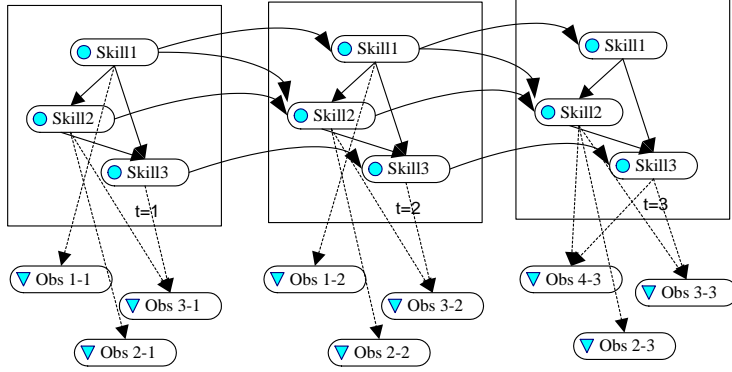 Skill1
Skill2
Skill3
t=1
Obs 1-1
Obs 3-1
Obs 2-1
Skill1
Skill2
Skill3
t=2
Obs 1-2
Obs 3-2
Obs 2-2
Skill1
Skill2
Skill3
t=3
Obs 4-3
Obs 3-3
Obs 2-3